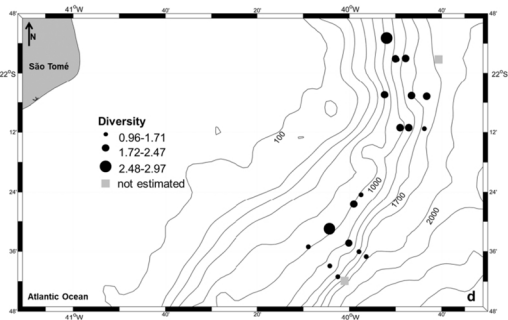 48' 41°W 20' 40°W 40' 48'
N
São Tomé
22°S 22°S
Diversity
0.96-1.71
1.72-2.47
2.48-2.97
not estimated
100
12' 12'
24' 1000 1700 24'
2000
36' 36'
Atlantic Ocean d
48' 41°W 20' 40°W 40' 48'